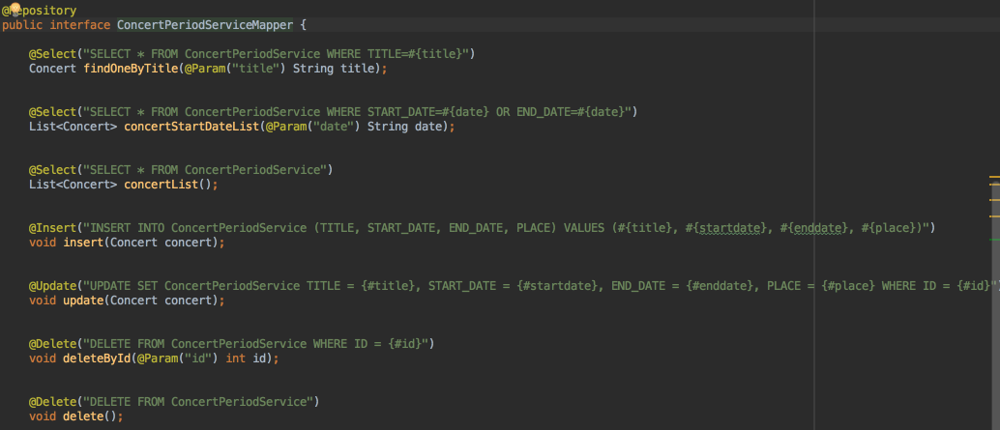 @Repository
public interface ConcertPeriodServiceMapper {
@Select("SELECT * FROM ConcertPeriodService WHERE TITLE=#{title}")
Concert findOneByTitle(@Param("title") String title);
@Select("SELECT * FROM ConcertPeriodService WHERE START_DATE=#{date} OR END_DATE=#{date}")
List<Concert> concertStartDateList(@Param("date") String date);
@Select("SELECT * FROM ConcertPeriodService")
List<Concert> concertList();
@Insert("INSERT INTO ConcertPeriodService (TITLE, START_DATE, END_DATE, PLACE) VALUES (#{title}, #{startdate}, #{enddate}, #{place})")
void insert(Concert concert);
@Update("UPDATE SET ConcertPeriodService TITLE = {#title}, START_DATE = {#startdate}, END_DATE = {#enddate}, PLACE = {#place} WHERE ID = {#id}")
void update(Concert concert);
@Delete("DELETE FROM ConcertPeriodService WHERE ID = {#id}")
void deleteById(@Param("id") int id);
@Delete("DELETE FROM ConcertPeriodService")
void delete();